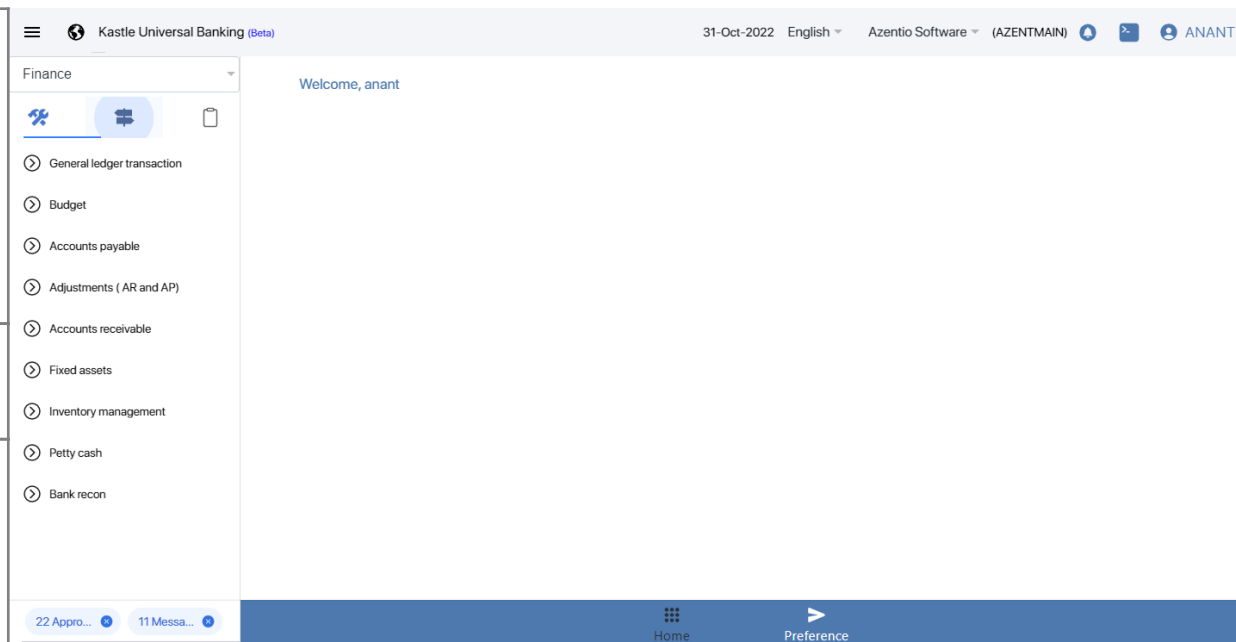 Kastle Universal Banking (Beta)
31-Oct-2022 English Azentio Software (AZENTMAIN) ANANT
Finance
Welcome, anant
General ledger transaction
Budget
Accounts payable
Adjustments ( AR and AP)
Accounts receivable
Fixed assets
Inventory management
Petty cash
Bank recon
22 Appro... 11 Messa...
Home Preference